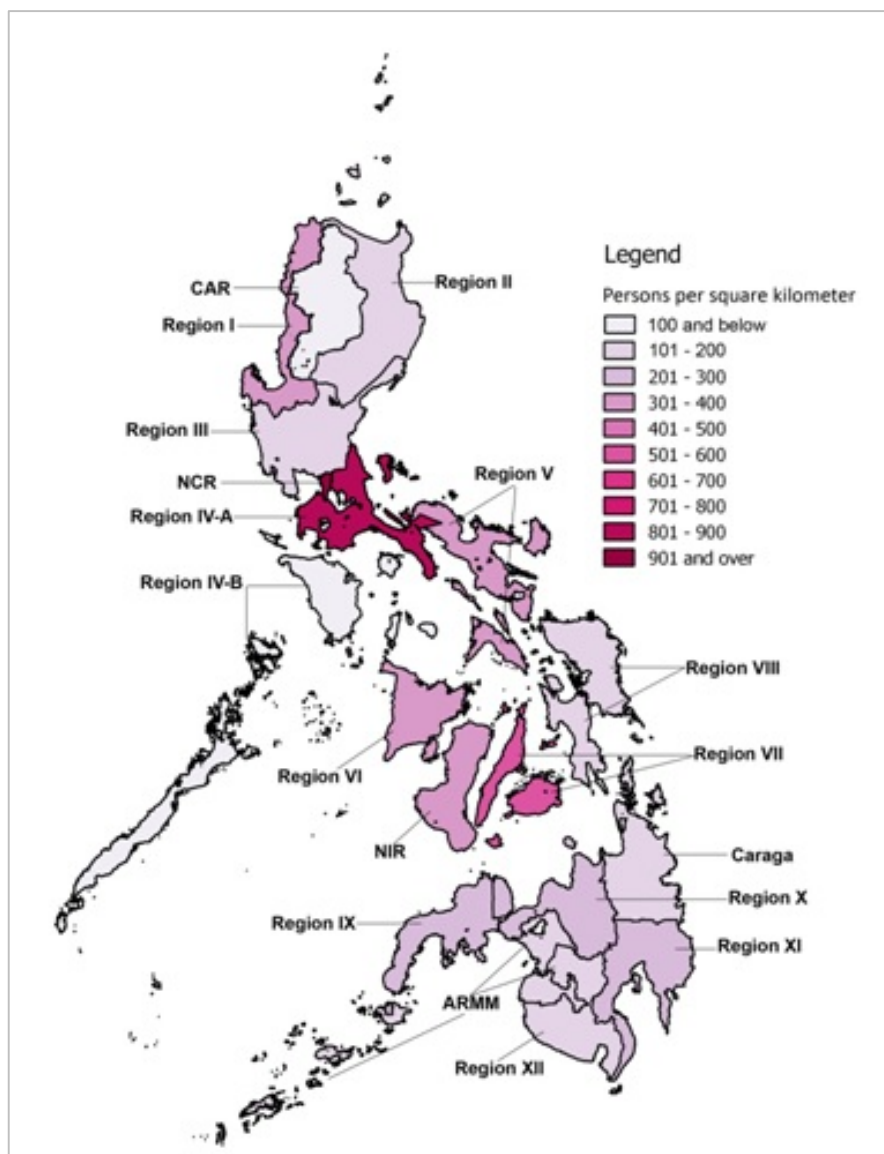 Legend
Persons per square kilometer
100 and below
101 - 200
201 - 300
301 - 400
401 - 500
501 - 600
601 - 700
701 - 800
801 - 900
901 and over
CAR
Region II
Region I
Region III
NCR
Region V
Region IV-A
Region IV-B
Region VIII
Region VI
Region VII
NIR
Caraga
Region X
Region IX
Region XI
ARMM
Region XII